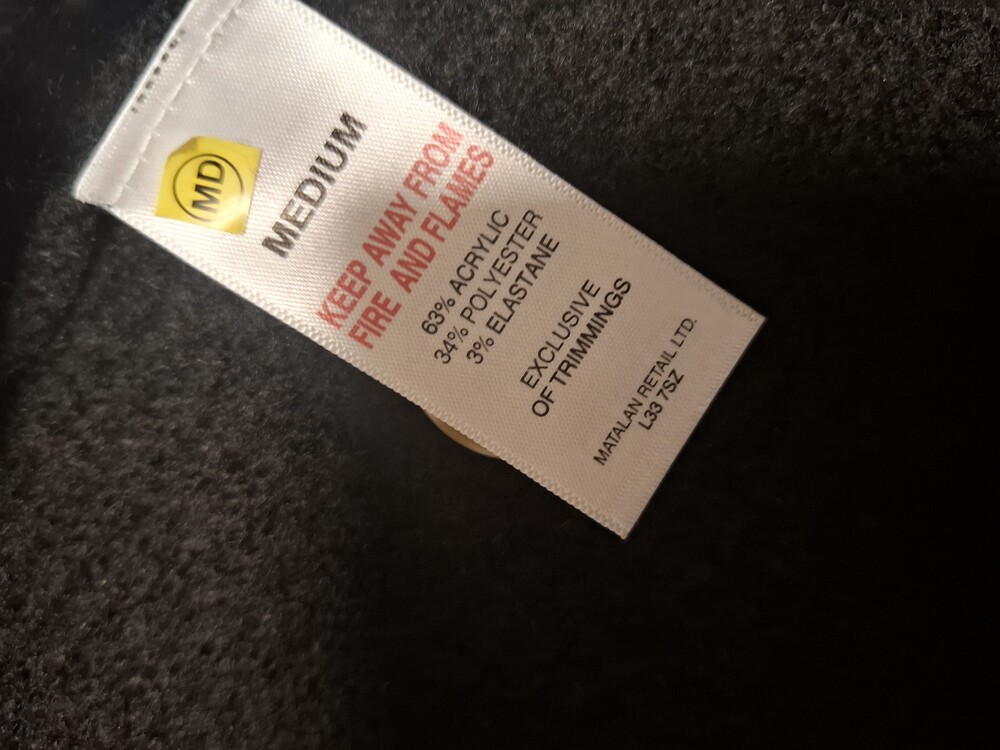 MD
MEDIUM
KEEP AWAY FROM
FIRE AND FLAMES
63% ACRYLIC
34% POLYESTER
3% ELASTANE
EXCLUSIVE
OF TRIMMINGS
MATALAN RETAIL LTD.
L33 7SZ